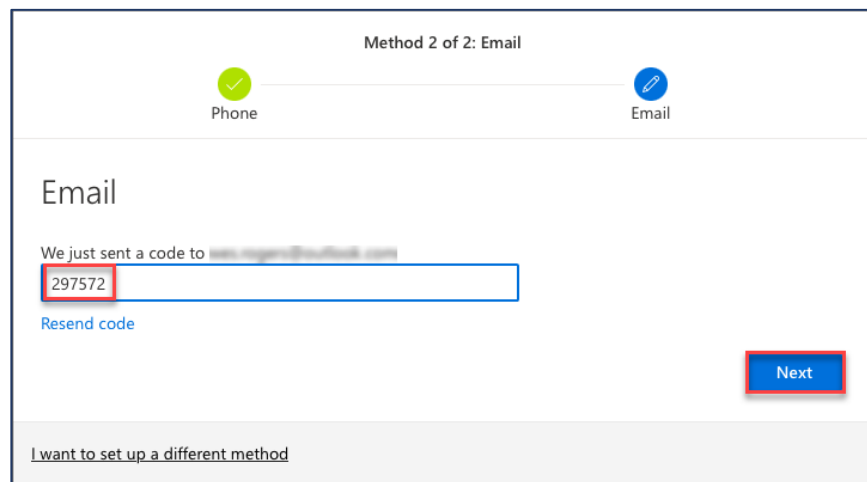 Method 2 of 2: Email
Phone
Email
Email
We just sent a code to
297572
Resend code
Next
I want to set up a different method